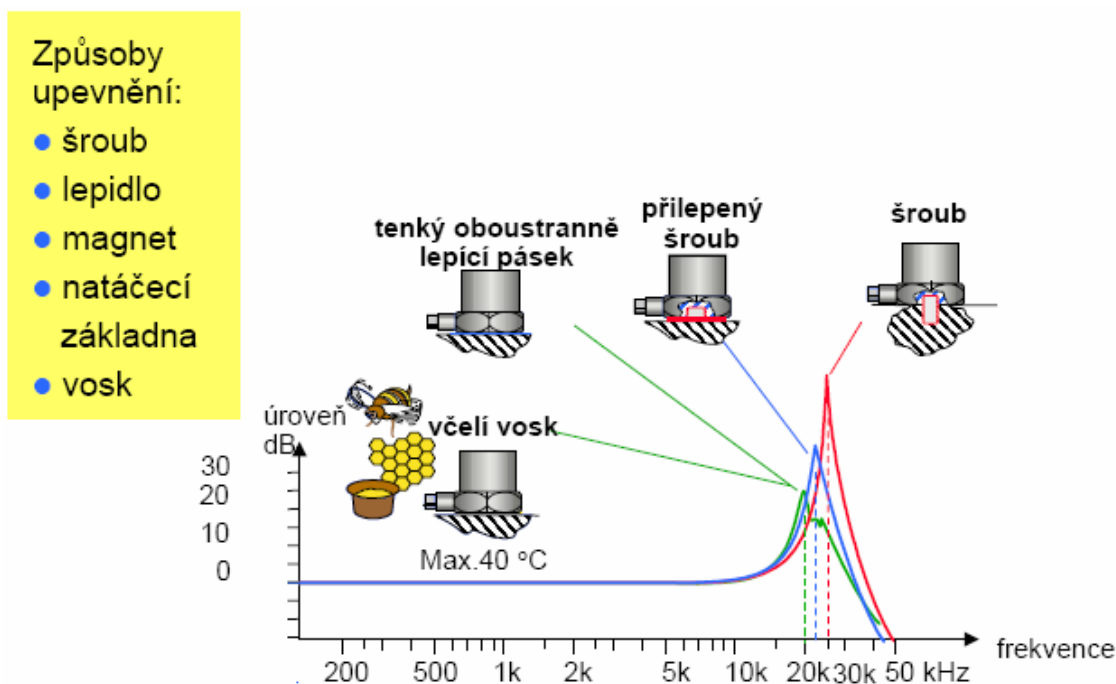 Způsoby
upevnění:
● šroub
● lepidlo
● magnet
● natáčecí
základna
● vosk
tenký oboustranně
lepící pásek
přilepený
šroub
šroub
včelí vosk
Max.40 °C
úroveň
dB
30
20
10
0
200 500 1k 2k 5k 10k 20k 30k 50 kHz
frekvence